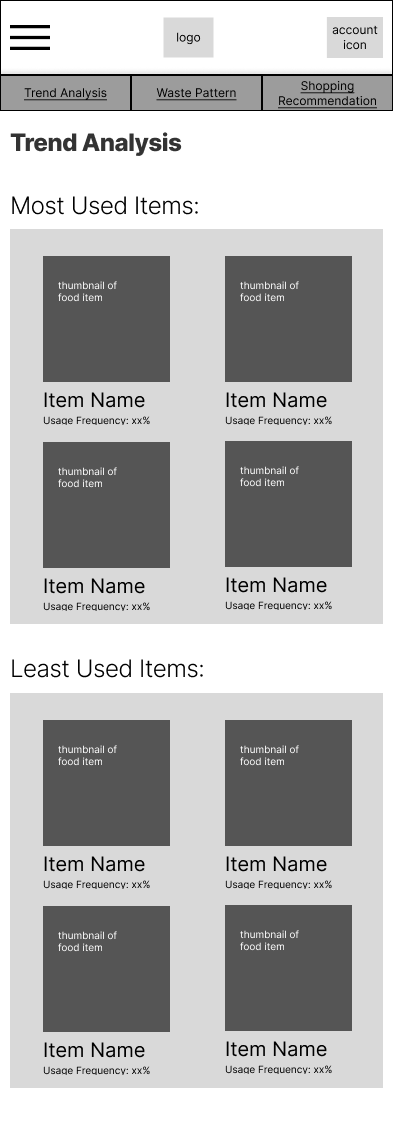 logo
account
icon
Trend Analysis
Waste Pattern
Shopping
Recommendation
Trend Analysis
Most Used Items:
thumbnail of
food item
thumbnail of
food item
Item Name
Item Name
Usage Frequency: xx%
Usage Frequency: xx%
thumbnail of
food item
thumbnail of
food item
Item Name
Item Name
Usage Frequency: xx%
Usage Frequency: xx%
Least Used Items:
thumbnail of
food item
thumbnail of
food item
Item Name
Item Name
Usage Frequency: xx%
Usage Frequency: xx%
thumbnail of
food item
thumbnail of
food item
Item Name
Item Name
Usage Frequency: xx%
Usage Frequency: xx%